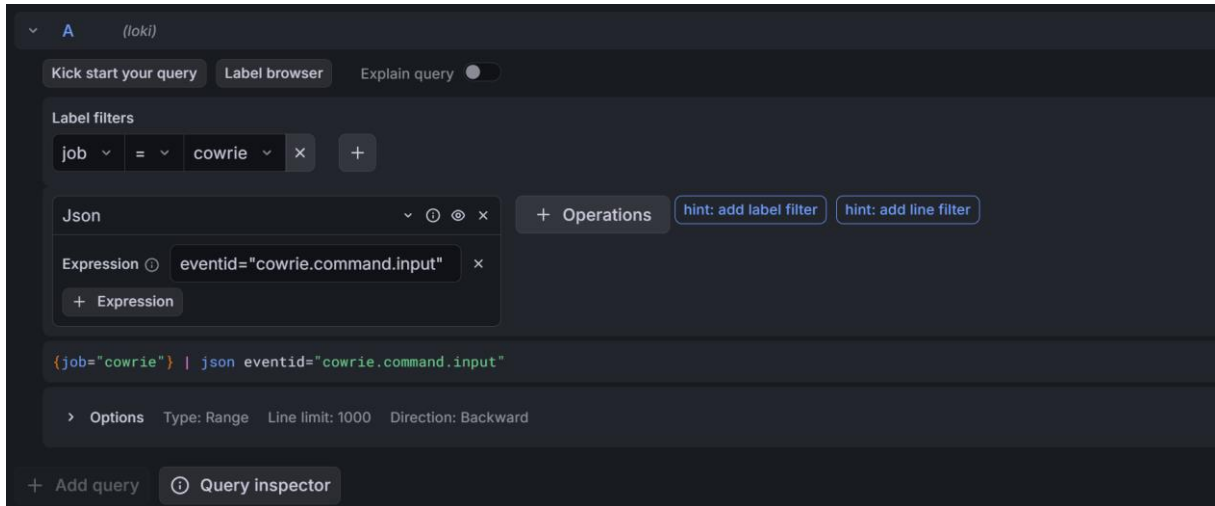 A (loki)
Kick start your query Label browser Explain query
Label filters
job = cowrie
Json + Operations hint: add label filter hint: add line filter
Expression eventid="cowrie.command.input"
+ Expression
{job="cowrie"} | json eventid="cowrie.command.input"
Options Type: Range Line limit: 1000 Direction: Backward
+ Add query Query inspector